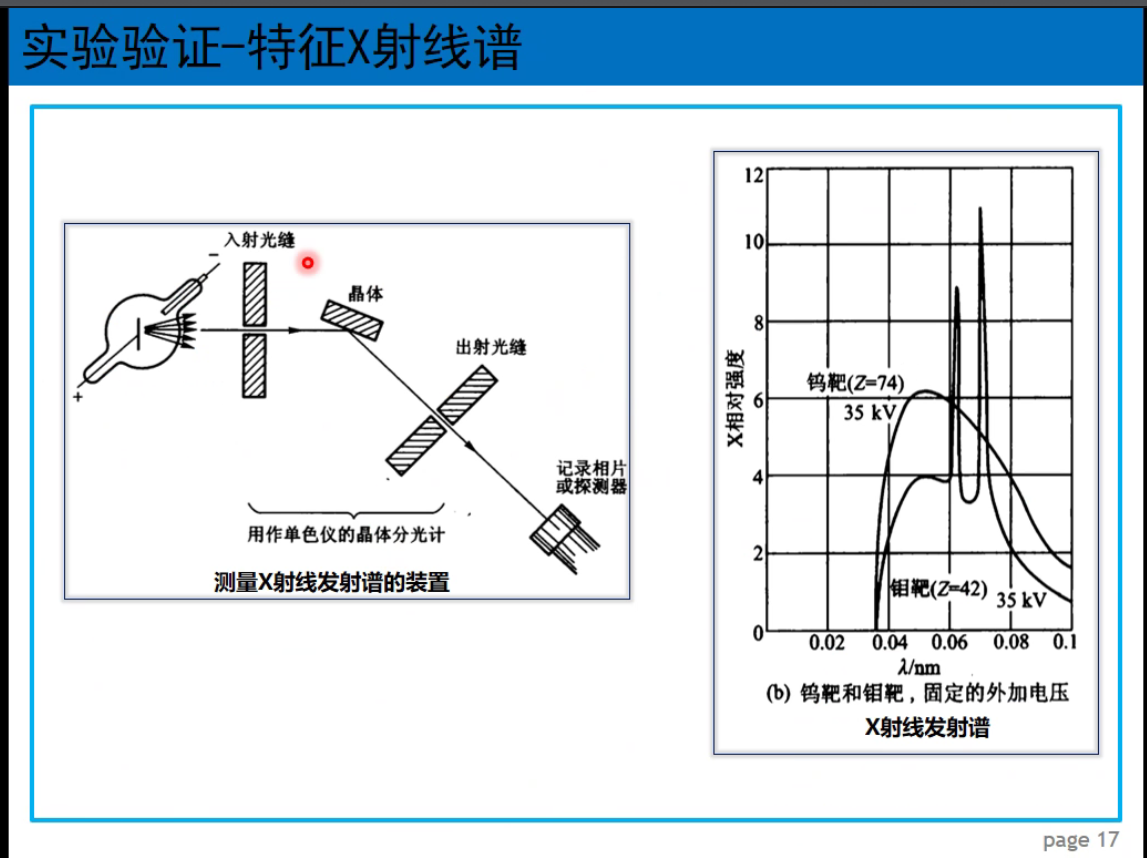 实验验证-特征X射线谱
入射光缝
−
晶体
出射光缝
+
记录相片
或探测器
用作单色仪的晶体分光计
测量X射线发射谱的装置
12
10
8
6
4
2
0
X相对强度
钨靶(Z=74)
35 kV
钼靶(Z=42) 35 kV
0.02 0.04 0.06 0.08 0.1
λ/nm
(b) 钨靶和钼靶，固定的外加电压
X射线发射谱
page 17